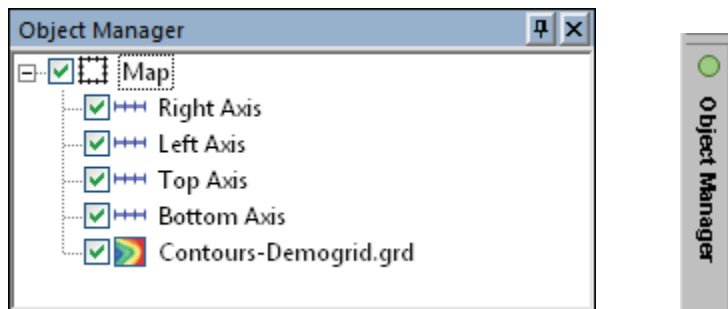 Object Manager
Map
Right Axis
Left Axis
Top Axis
Bottom Axis
Contours-Demogrid.grd
Object Manager